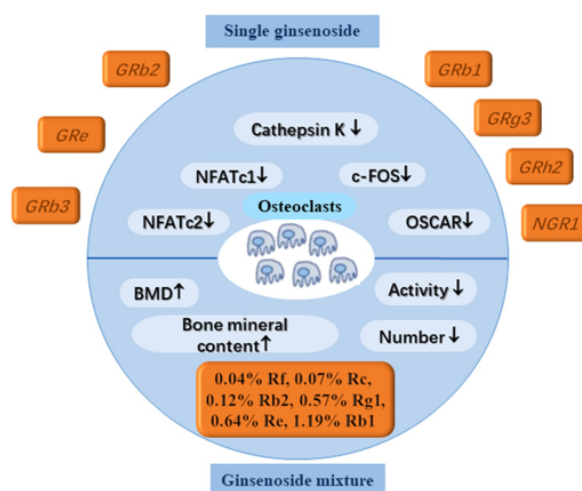 Single ginsenoside
GRb2
GRb1
GRe
GRg3
GRb3
GRh2
NGR1
Cathepsin K ↓
NFATc1↓
c-FOS↓
NFATc2↓
Osteoclasts
OSCAR↓
BMD↑
Activity ↓
Bone mineral
content↑
Number ↓
0.04% Rf, 0.07% Rc,
0.12% Rb2, 0.57% Rg1,
0.64% Re, 1.19% Rb1
Ginsenoside mixture